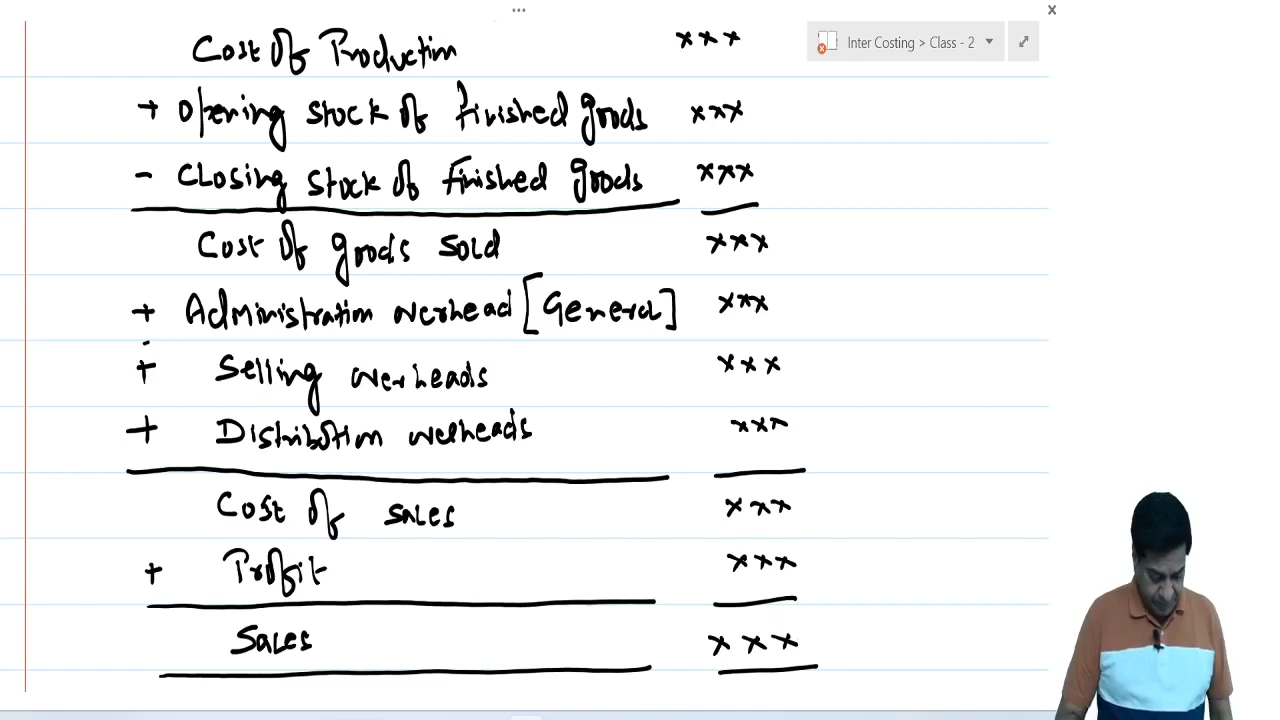 ...
Inter Costing > Class - 2
Cost of Production xxx
+ Opening stock of finished goods xxx
- Closing stock of finished goods xxx
Cost of goods sold xxx
+ Administration overhead [General] xxx
+ Selling overheads xxx
+ Distribution overheads xxx
Cost of sales xxx
+ Profit xxx
Sales xxx